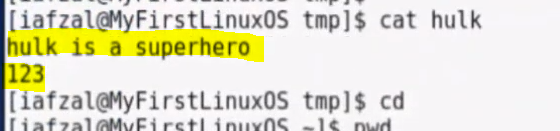 [iafzal@MyFirstLinuxOS tmp]$ cat hulk
hulk is a superhero
123
[iafzal@MyFirstLinuxOS tmp]$ cd
[iafzal@MyFirstLinuxOS ~]$ pwd